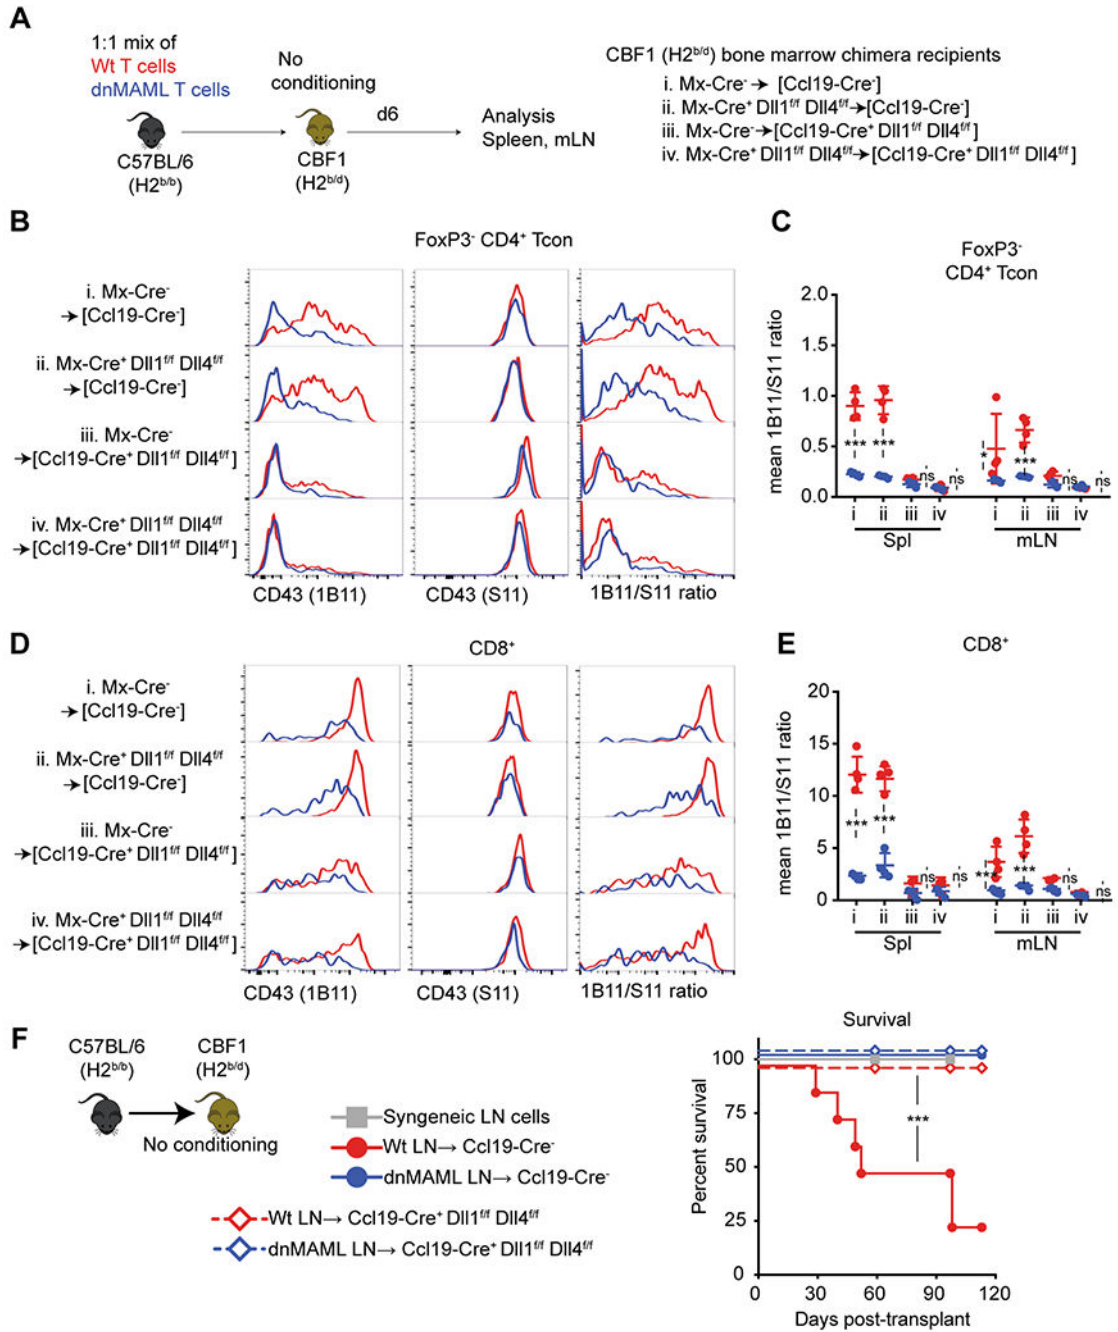 A
1:1 mix of
Wt T cells
dnMAML T cells
C57BL/6
(H2b/b)
No
conditioning
CBF1
(H2b/d)
d6
Analysis
Spleen, mLN
CBF1 (H2b/d) bone marrow chimera recipients
i. Mx-Cre- → [Ccl19-Cre-]
ii. Mx-Cre+ Dll1f/f Dll4f/f→[Ccl19-Cre-]
iii. Mx-Cre-→[Ccl19-Cre+ Dll1f/f Dll4f/f]
iv. Mx-Cre+ Dll1f/f Dll4f/f→[Ccl19-Cre+ Dll1f/f Dll4f/f]
B
FoxP3- CD4+ Tcon
i. Mx-Cre-
→[Ccl19-Cre-]
ii. Mx-Cre+ Dll1f/f Dll4f/f
→[Ccl19-Cre-]
iii. Mx-Cre-
→[Ccl19-Cre+ Dll1f/f Dll4f/f]
iv. Mx-Cre+ Dll1f/f Dll4f/f
→[Ccl19-Cre+ Dll1f/f Dll4f/f]
CD43 (1B11)
CD43 (S11)
1B11/S11 ratio
C
FoxP3-
CD4+ Tcon
mean 1B11/S11 ratio
2.0
1.5
1.0
0.5
0.0
*** *** ns ns * *** ns ns
i ii iii iv i ii iii iv
Spl mLN
D
CD8+
i. Mx-Cre-
→[Ccl19-Cre-]
ii. Mx-Cre+ Dll1f/f Dll4f/f
→[Ccl19-Cre-]
iii. Mx-Cre-
→[Ccl19-Cre+ Dll1f/f Dll4f/f]
iv. Mx-Cre+ Dll1f/f Dll4f/f
→[Ccl19-Cre+ Dll1f/f Dll4f/f]
CD43 (1B11)
CD43 (S11)
1B11/S11 ratio
E
CD8+
mean 1B11/S11 ratio
20
15
10
5
0
*** *** ns ns *** *** ns ns
i ii iii iv i ii iii iv
Spl mLN
F
C57BL/6
(H2b/b)
CBF1
(H2b/d)
No conditioning
Syngeneic LN cells
Wt LN→ Ccl19-Cre-
dnMAML LN→ Ccl19-Cre-
Wt LN→ Ccl19-Cre+ Dll1f/f Dll4f/f
dnMAML LN→ Ccl19-Cre+ Dll1f/f Dll4f/f
Survival
Percent survival
100
75
50
25
0
***
0 30 60 90 120
Days post-transplant